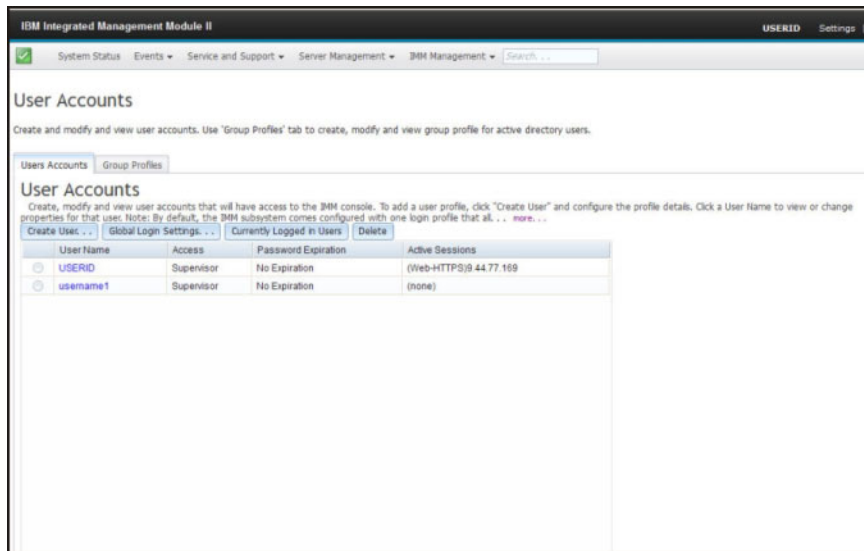 IBM Integrated Management Module II
USERID Settings
System Status Events Service and Support Server Management IMM Management Search. . .
User Accounts
Create and modify and view user accounts. Use 'Group Profiles' tab to create, modify and view group profile for active directory users.
Users Accounts Group Profiles
User Accounts
Create, modify and view user accounts that will have access to the IMM console. To add a user profile, click "Create User" and configure the profile details. Click a User Name to view or change
properties for that user. Note: By default, the IMM subsystem comes configured with one login profile that al. . . more. . .
Create User. . . Global Login Settings. . . Currently Logged in Users Delete
User Name Access Password Expiration Active Sessions
USERID Supervisor No Expiration (Web-HTTPS)9.44.77.169
username1 Supervisor No Expiration (none)